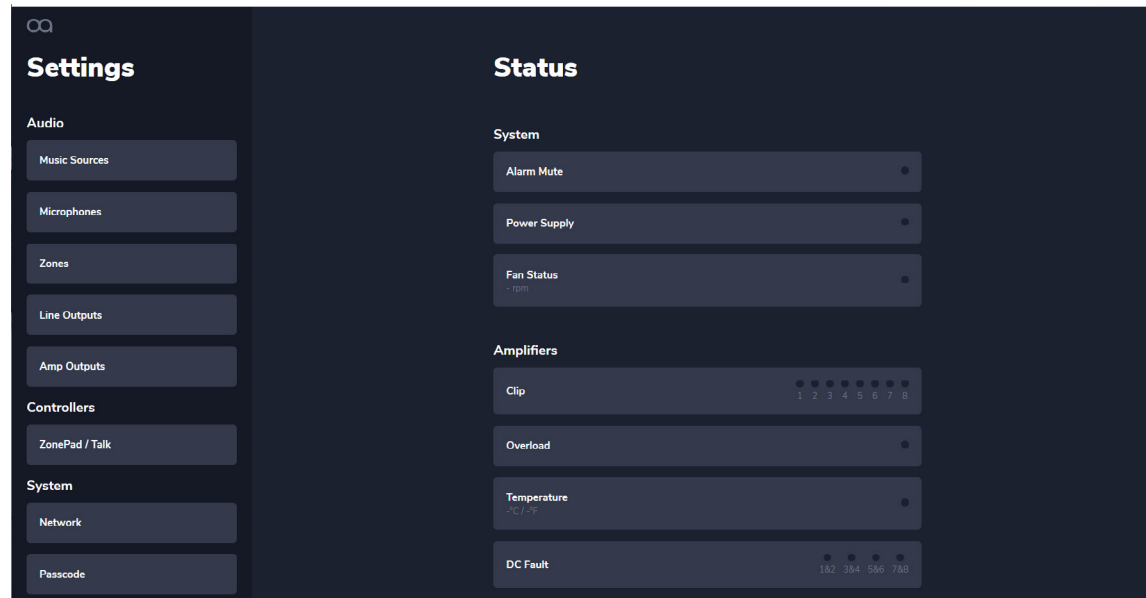 Settings
Audio
Music Sources
Microphones
Zones
Line Outputs
Amp Outputs
Controllers
ZonePad / Talk
System
Network
Passcode
Status
System
Alarm Mute
Power Supply
Fan Status
- rpm
Amplifiers
Clip
1 2 3 4 5 6 7 8
Overload
Temperature
-°C / -°F
DC Fault
1&2 3&4 5&6 7&8